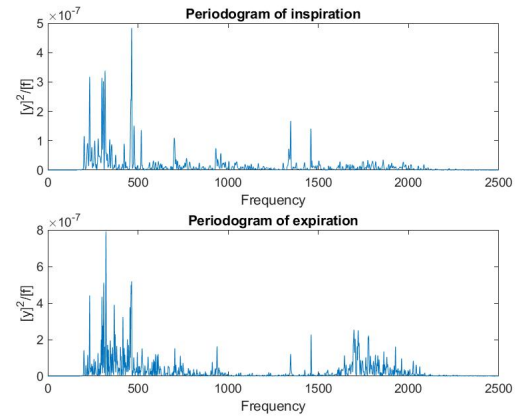 Periodogram of inspiration
×10-7
5
4
3
2
1
0
[y]2/[f]
0 500 1000 1500 2000 2500
Frequency
Periodogram of expiration
×10-7
8
6
4
2
0
[y]2/[f]
0 500 1000 1500 2000 2500
Frequency